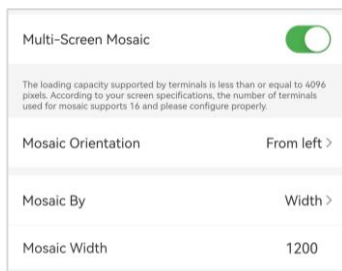 Multi-Screen Mosaic
The loading capacity supported by terminals is less than or equal to 4096
pixels. According to your screen specifications, the number of terminals
used for mosaic supports 16 and please configure properly.
Mosaic Orientation From left >
Mosaic By Width >
Mosaic Width 1200